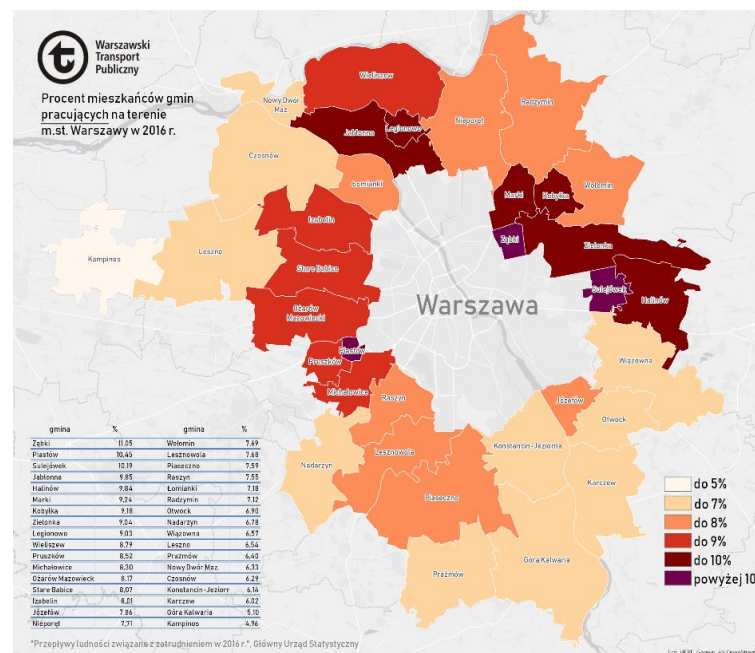 Warszawski
Transport
Publiczny
Procent mieszkańców gmin
pracujących na terenie
m.st. Warszawy w 2016 r.
Wieliszew
Nowy Dwór
Maz.
Jabłonna
Legionowo
Nieporęt
Radzymin
Czosnów
Łomianki
Marki
Kobyłka
Wołomin
Izabelin
Ząbki
Zielonka
Kampinos
Leszno
Stare Babice
Sulejówek
Halinów
Ożarów
Mazowiecki
Warszawa
Piastów
Pruszków
Wiązowna
Michałowice
Raszyn
Józefów
Otwock
Nadarzyn
Lesznowola
Konstancin-Jeziorna
Karczew
Piaseczno
Prażmów
Góra Kalwaria
gmina % gmina %
Ząbki 11.05 Wołomin 7.69
Piastów 10,45 Lesznowola 7.68
Sulejówek 10,19 Piaseczno 7.59
Jabłonna 9,85 Raszyn 7.55
Halinów 9,84 Łomianki
Marki 9,24 Radzymin 7,12
Kobyłka 9,18 Otwock 6.90
Zielonka 9,04 Nadarzyn 6,78
Legionowo 9,03 Wiązowna 6,57
Wieliszew 8,79 Leszno 6,54
Pruszków 8,52 Prażmów 6,40
Michałowice 8,30 Nowy Dwór Maz. 6.33
Ożarów Mazowieck 8,17 Czosnów 6.29
Stare Babice 8,07 Konstancin-Jeziorr 6,14
Izabelin 8,01 Karczew 6.02
Józefów 7.86 Góra Kalwaria 5.10
Nieporęt 7,71 Kampinos 4.96
do 5%
do 7%
do 8%
do 9%
do 10%
powyżej 10
"Przepływy ludności związane z zatrudnieniem w 2016 r.", Główny Urząd Statystyczny